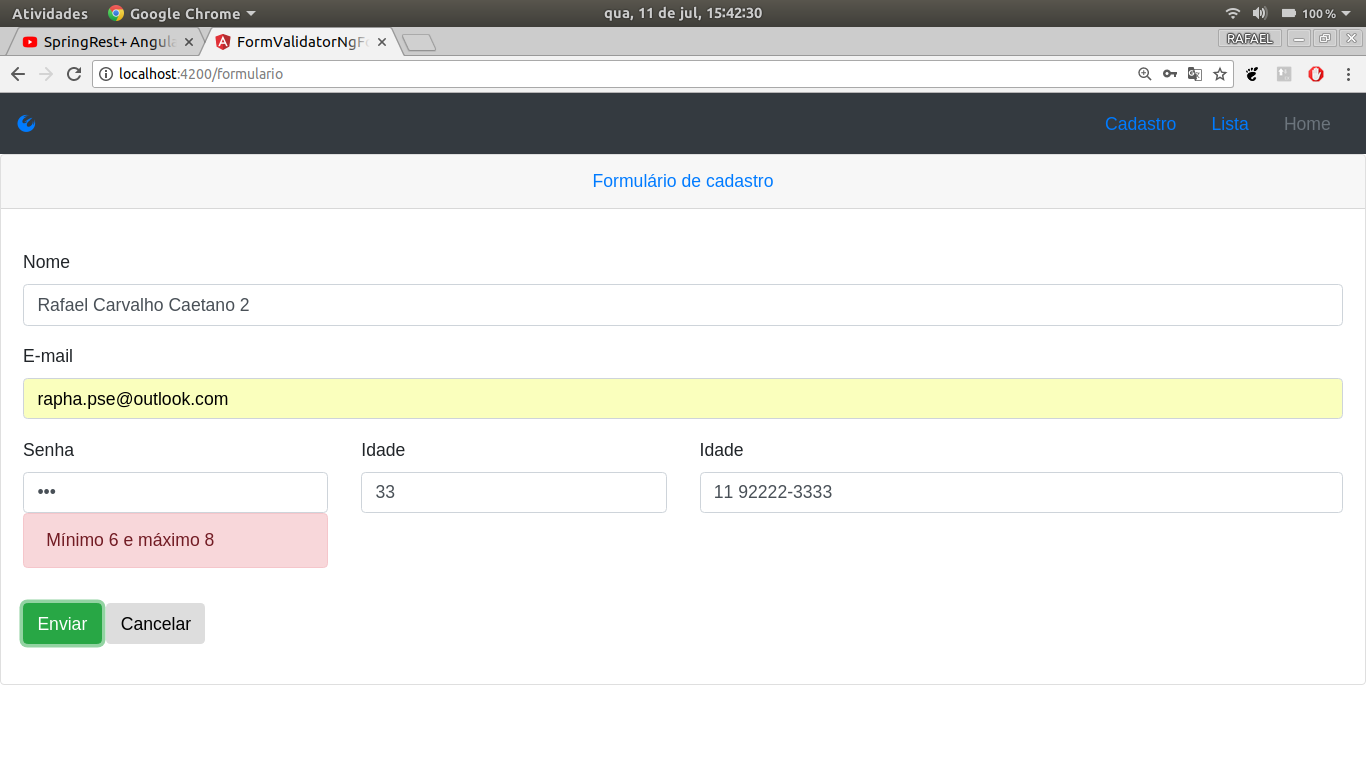 Atividades Google Chrome qua, 11 de jul, 15:42:30 100 %
SpringRest+ Angula FormValidatorNgF RAFAEL
localhost:4200/formulario
Cadastro Lista Home
Formulário de cadastro
Nome
Rafael Carvalho Caetano 2
E-mail
rapha.pse@outlook.com
Senha Idade Idade
••• 33 11 92222-3333
Mínimo 6 e máximo 8
Enviar Cancelar